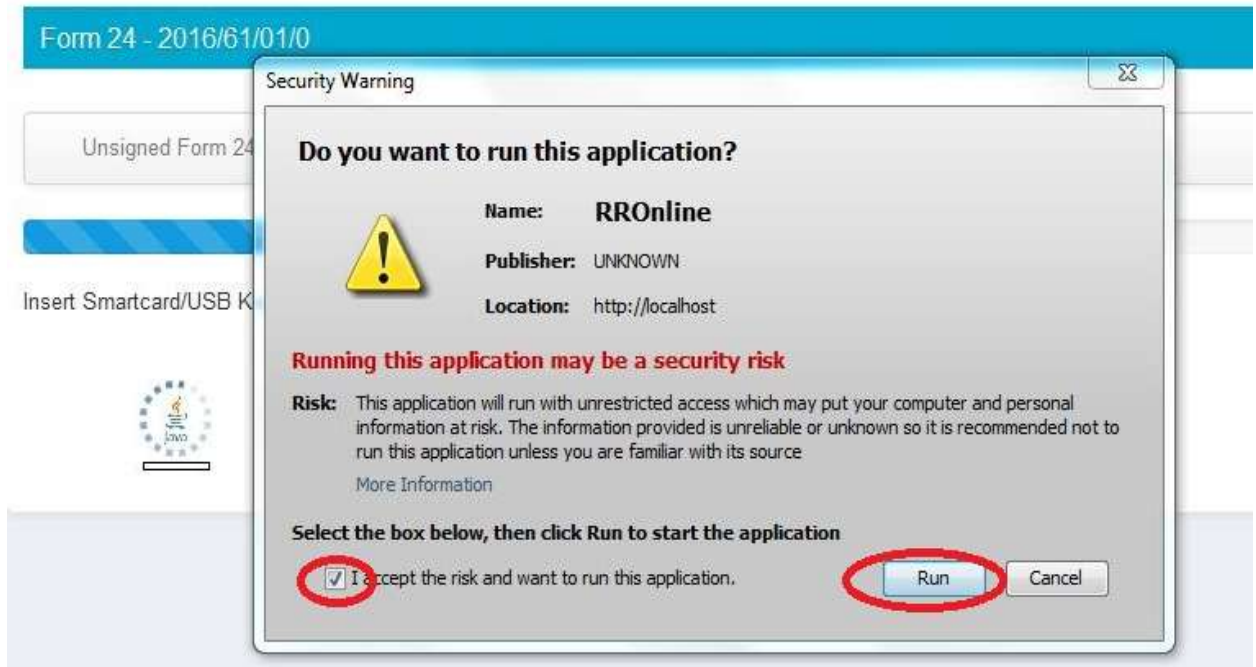 Form 24 - 2016/61/01/0
Security Warning
Unsigned Form 24
Do you want to run this application?
Name: RROnline
Publisher: UNKNOWN
Location: http://localhost
Insert Smartcard/USB K
Running this application may be a security risk
Risk: This application will run with unrestricted access which may put your computer and personal
information at risk. The information provided is unreliable or unknown so it is recommended not to
run this application unless you are familiar with its source
More Information
Java
Select the box below, then click Run to start the application
I accept the risk and want to run this application.
Run
Cancel